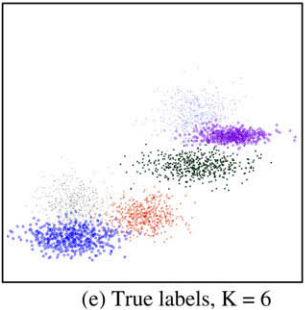 (e) True labels, K = 6